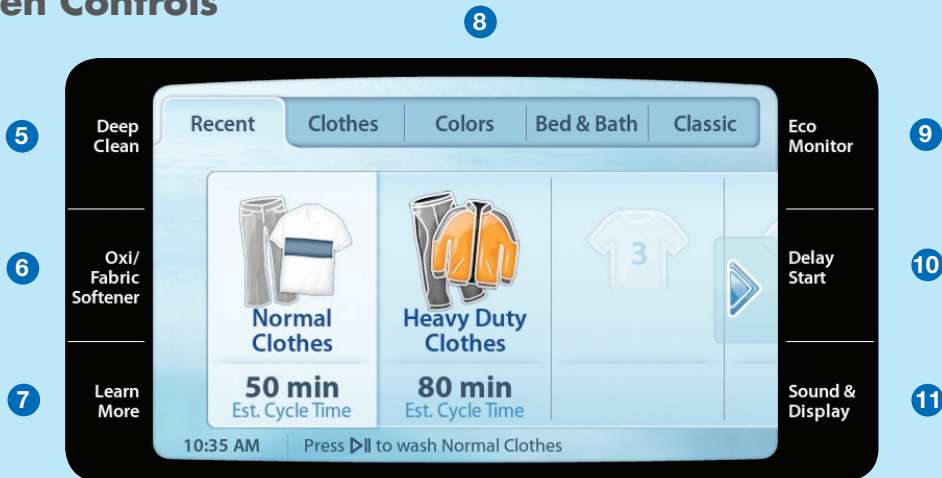 en Controls
8
5
Deep
Clean
Recent
Clothes
Colors
Bed & Bath
Classic
Eco
Monitor
9
6
Oxi/
Fabric
Softener
3
Delay
Start
10
Normal
Clothes
Heavy Duty
Clothes
7
Learn
More
50 min
Est. Cycle Time
80 min
Est. Cycle Time
Sound &
Display
11
10:35 AM
Press ▷|| to wash Normal Clothes